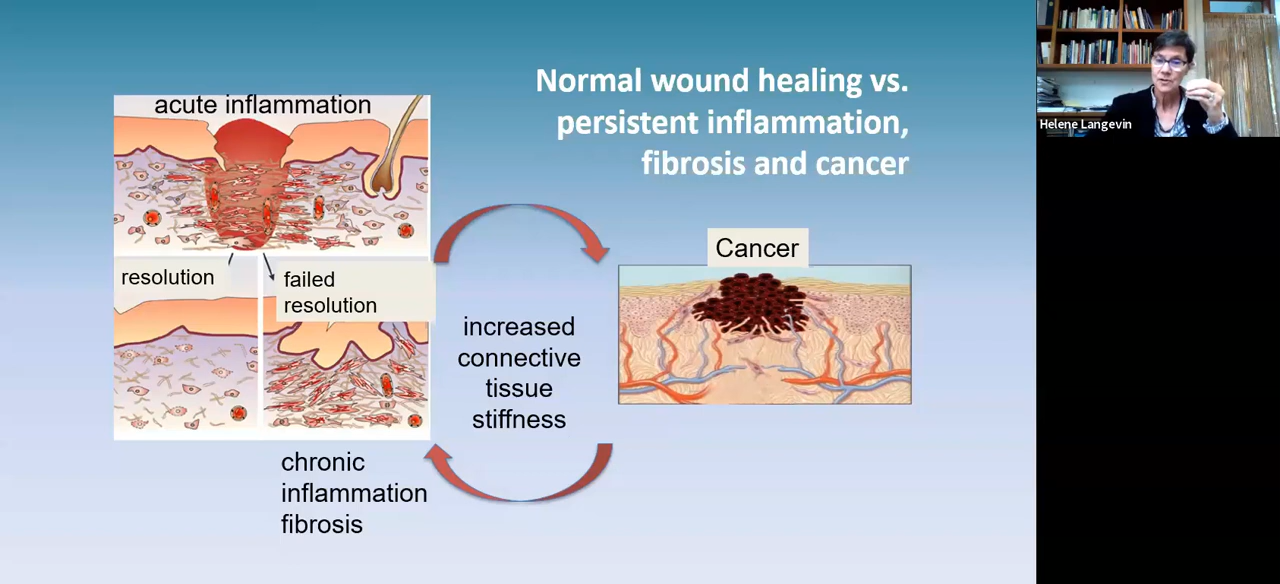 Normal wound healing vs.
persistent inflammation,
fibrosis and cancer
acute inflammation
resolution
failed
resolution
chronic
inflammation
fibrosis
increased
connective
tissue
stiffness
Cancer
Helene Langevin